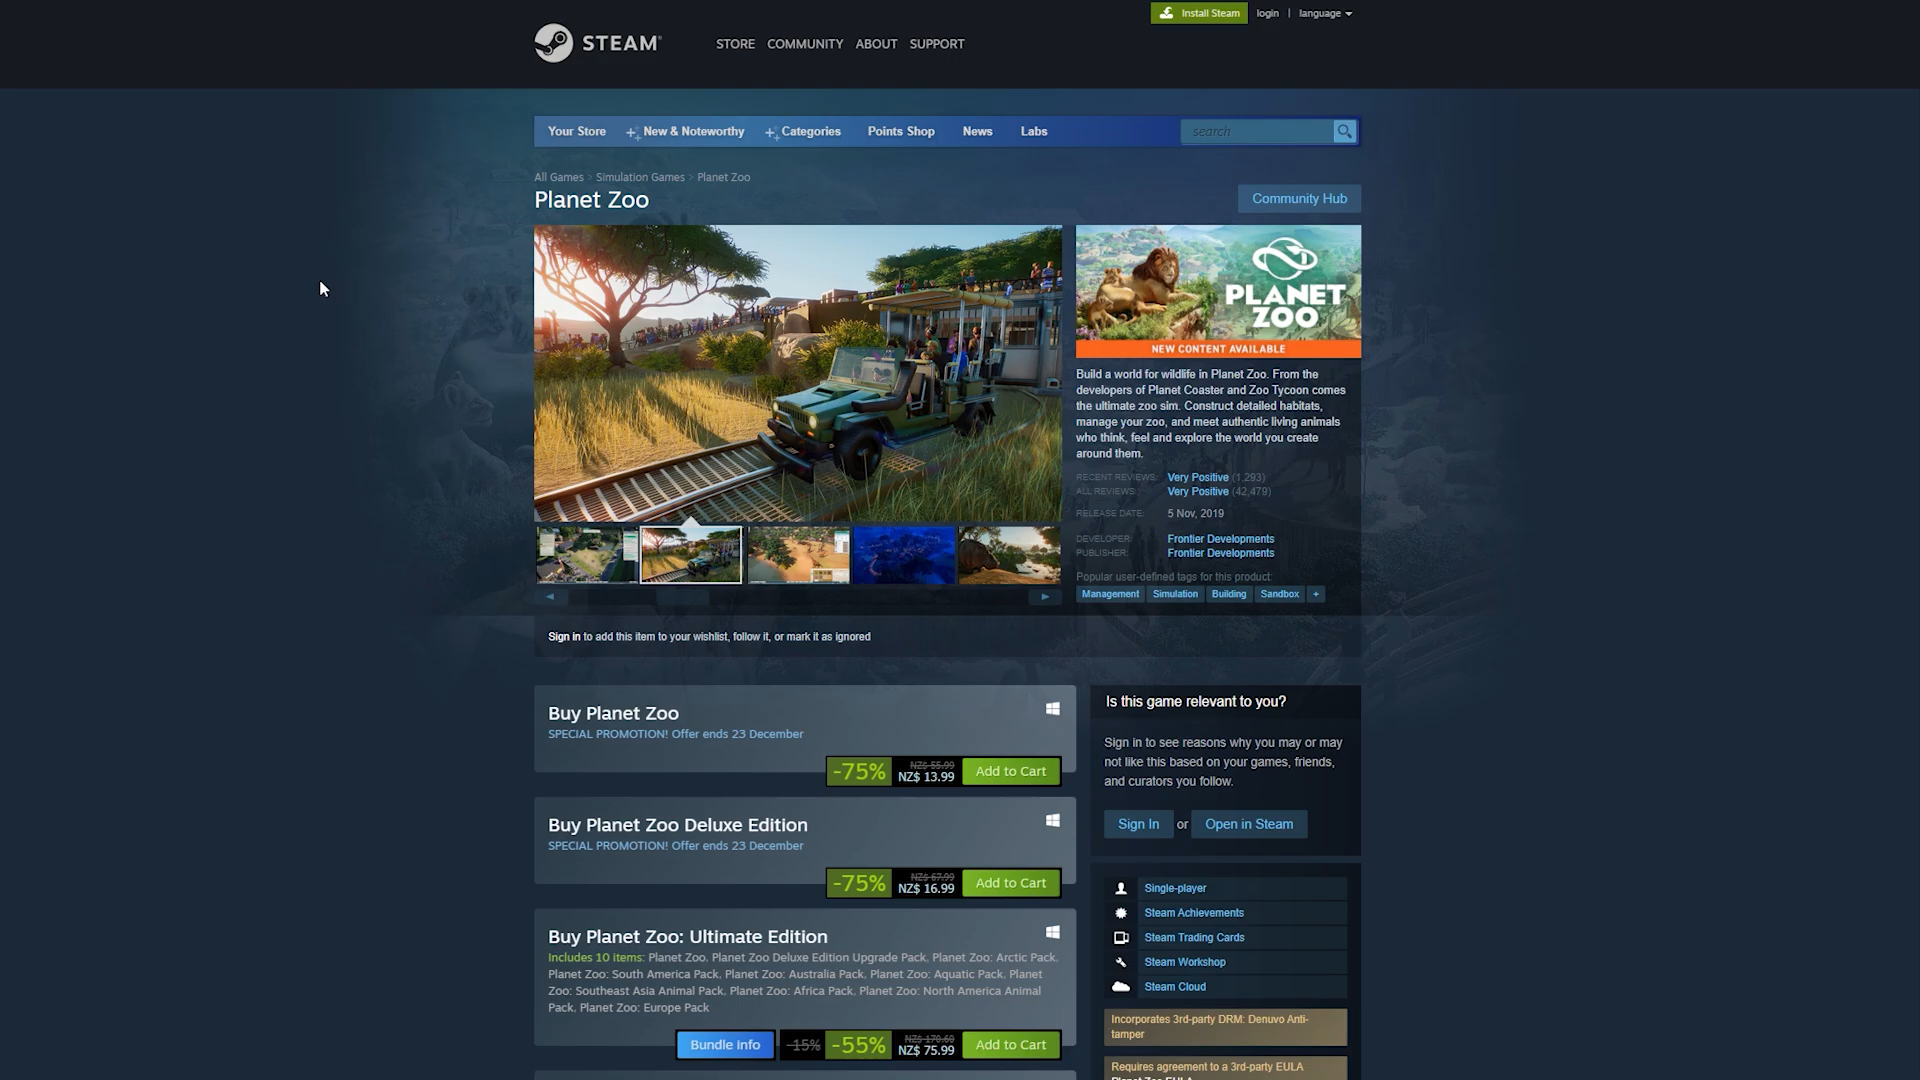 Install Steam
login
|
language
STEAM
STORE
COMMUNITY
ABOUT
SUPPORT
Your Store
New & Noteworthy
Categories
Points Shop
News
Labs
search
All Games > Simulation Games > Planet Zoo
Planet Zoo
Community Hub
PLANET
ZOO
NEW CONTENT AVAILABLE
Build a world for wildlife in Planet Zoo. From the
developers of Planet Coaster and Zoo Tycoon comes
the ultimate zoo sim. Construct detailed habitats,
manage your zoo, and meet authentic living animals
who think, feel and explore the world you create
around them.
RECENT REVIEWS: Very Positive (1,293)
ALL REVIEWS: Very Positive (42,479)
RELEASE DATE: 5 Nov, 2019
DEVELOPER: Frontier Developments
PUBLISHER: Frontier Developments
Popular user-defined tags for this product:
Management Simulation Building Sandbox +
Sign in to add this item to your wishlist, follow it, or mark it as ignored
Buy Planet Zoo
SPECIAL PROMOTION! Offer ends 23 December
-75%
NZ$ 55.99
NZ$ 13.99
Add to Cart
Buy Planet Zoo Deluxe Edition
SPECIAL PROMOTION! Offer ends 23 December
-75%
NZ$ 67.99
NZ$ 16.99
Add to Cart
Buy Planet Zoo: Ultimate Edition
Includes 10 items: Planet Zoo, Planet Zoo Deluxe Edition Upgrade Pack, Planet Zoo: Arctic Pack,
Planet Zoo: South America Pack, Planet Zoo: Australia Pack, Planet Zoo: Aquatic Pack, Planet
Zoo: Southeast Asia Animal Pack, Planet Zoo: Africa Pack, Planet Zoo: North America Animal
Pack, Planet Zoo: Europe Pack
Bundle info
-15%
-55%
NZ$ 170.60
NZ$ 75.99
Add to Cart
Is this game relevant to you?
Sign in to see reasons why you may or may
not like this based on your games, friends,
and curators you follow.
Sign In or Open in Steam
Single-player
Steam Achievements
Steam Trading Cards
Steam Workshop
Steam Cloud
Incorporates 3rd-party DRM: Denuvo Anti-
tamper
Requires agreement to a 3rd-party EULA
Planet Zoo EULA